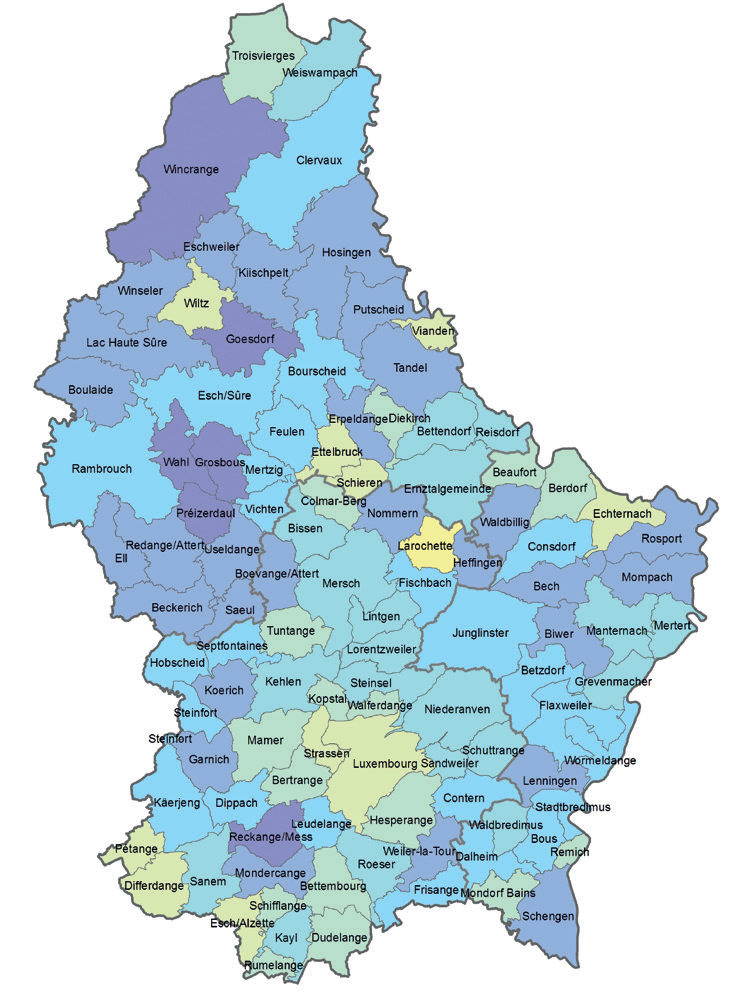 Troisvierges
Weiswampach
Clervaux
Wincrange
Eschweiler
Hosingen
Kiischpelt
Winseler
Wiltz
Putscheid
Vianden
Goesdorf
Lac Haute Sûre
Tandel
Bourscheid
Boulaide
Esch/Sûre
Erpeldange
Diekirch
Feulen
Bettendorf
Reisdorf
Ettelbruck
Wahl
Grosbous
Mertzig
Rambrouch
Beaufort
Schieren
Ernztalgemeinde
Berdorf
Colmar-Berg
Vichten
Préizerdaul
Nommern
Echternach
Waldbillig
Bissen
Rosport
Redange/Attert
Useldange
Larochette
Consdorf
Ell
Heffingen
Boevange/Attert
Mompach
Mersch
Fischbach
Bech
Beckerich
Saeul
Lintgen
Mertert
Tuntange
Junglinster
Biwer
Manternach
Septfontaines
Lorentzweiler
Hobscheid
Betzdorf
Kehlen
Steinsel
Grevenmacher
Koerich
Kopstal
Walferdange
Flaxweiler
Niederanven
Steinfort
Steinfort
Mamer
Schuttrange
Strassen
Garnich
Luxembourg
Sandweiler
Wormeldange
Bertrange
Lenningen
Contern
Käerjeng
Dippach
Stadtbredimus
Hesperange
Leudelange
Waldbredimus
Reckange/Mess
Bous
Pétange
Weiler-la-Tour
Remich
Dalheim
Roeser
Mondercange
Sanem
Differdange
Bettembourg
Frisange
Mondorf Bains
Schifflange
Schengen
Esch/Alzette
Kayl
Dudelange
Rumelange